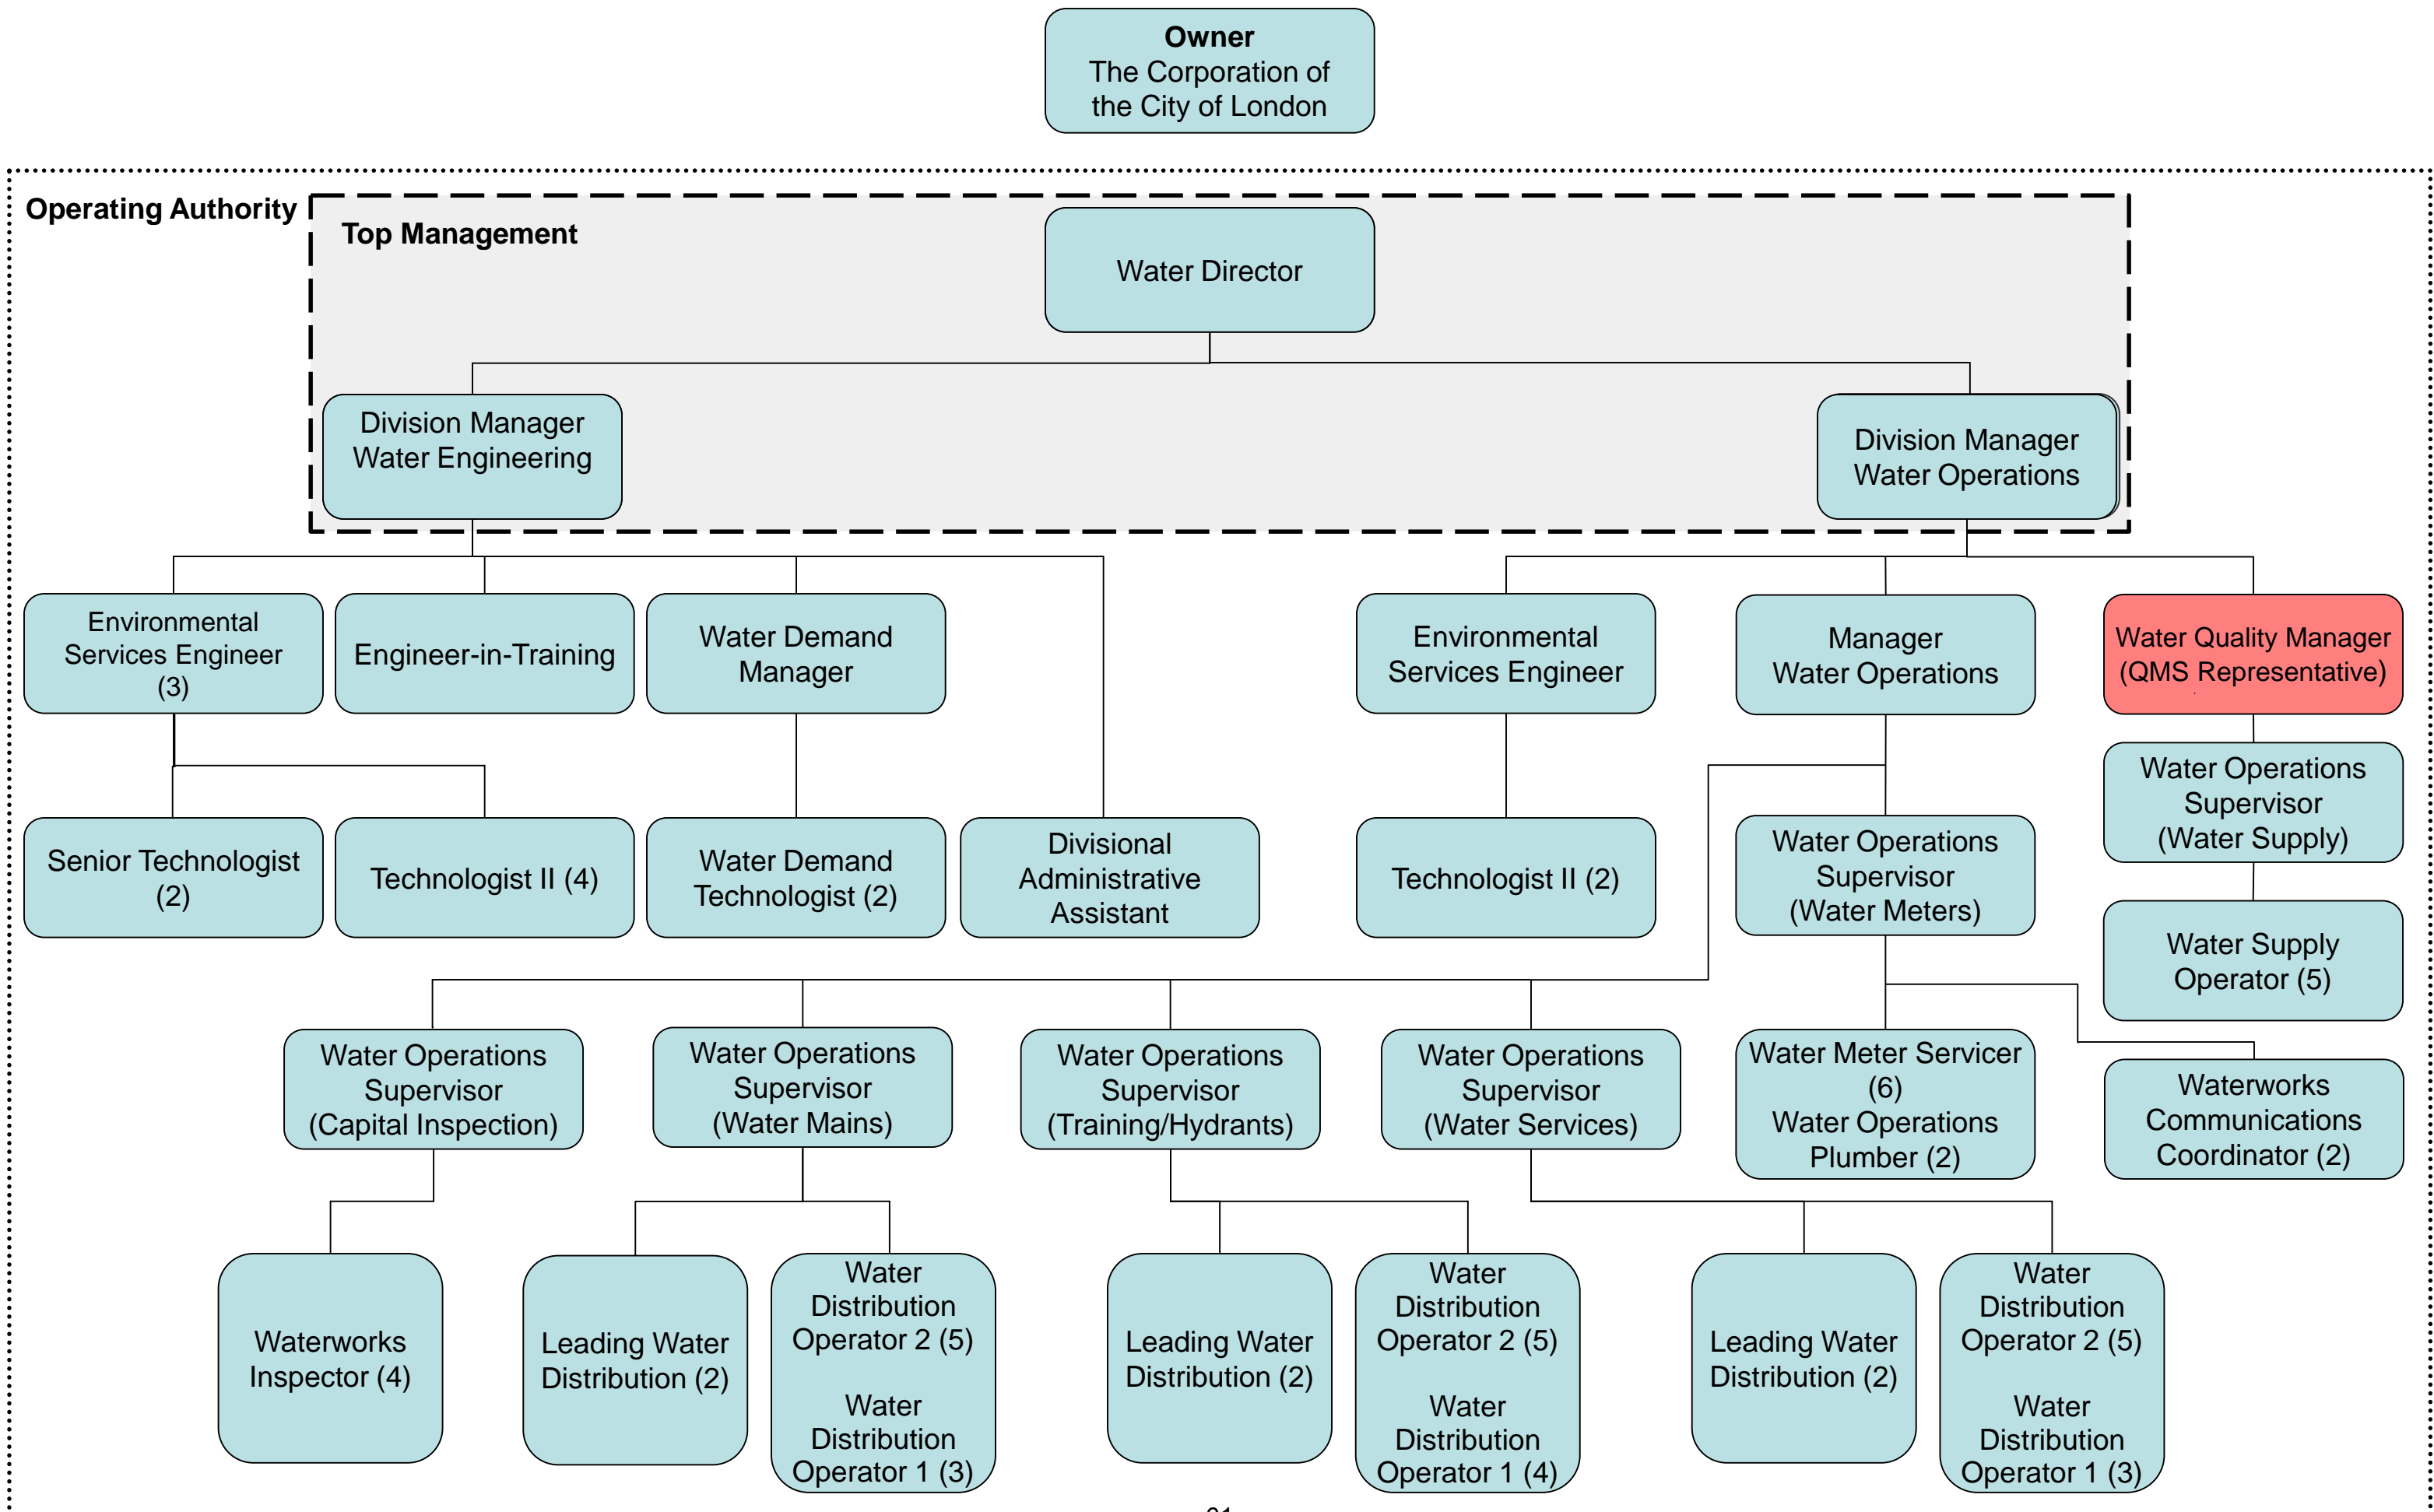 Owner
The Corporation of
the City of London
Operating Authority
Top Management
Water Director
Division Manager
Water Engineering
Division Manager
Water Operations
Environmental
Services Engineer
(3)
Engineer-in-Training
Water Demand
Manager
Environmental
Services Engineer
Manager
Water Operations
Water Quality Manager
(QMS Representative)
Water Operations
Supervisor
(Water Supply)
Senior Technologist
(2)
Technologist II (4)
Water Demand
Technologist (2)
Divisional
Administrative
Assistant
Technologist II (2)
Water Operations
Supervisor
(Water Meters)
Water Supply
Operator (5)
Water Operations
Supervisor
(Capital Inspection)
Water Operations
Supervisor
(Water Mains)
Water Operations
Supervisor
(Training/Hydrants)
Water Operations
Supervisor
(Water Services)
Water Meter Servicer
(6)
Water Operations
Plumber (2)
Waterworks
Communications
Coordinator (2)
Waterworks
Inspector (4)
Leading Water
Distribution (2)
Water
Distribution
Operator 2 (5)
Water
Distribution
Operator 1 (3)
Leading Water
Distribution (2)
Water
Distribution
Operator 2 (5)
Water
Distribution
Operator 1 (4)
Leading Water
Distribution (2)
Water
Distribution
Operator 2 (5)
Water
Distribution
Operator 1 (3)